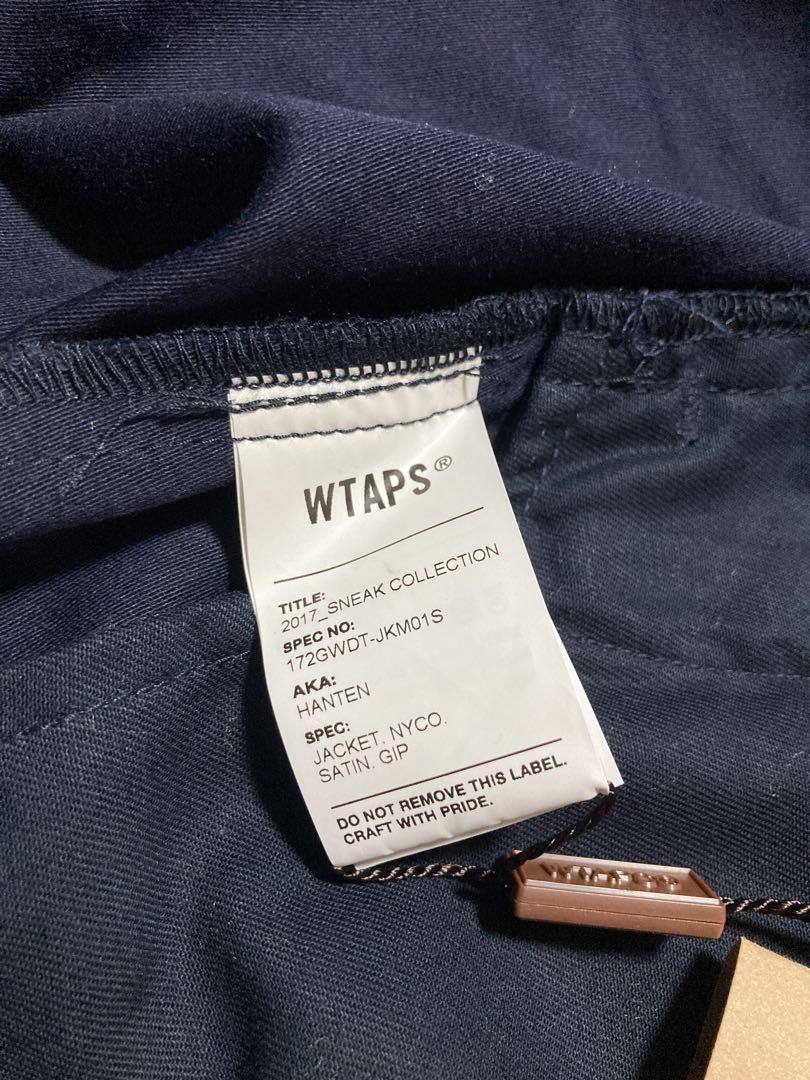 WTAPS®
TITLE:
2017_SNEAK COLLECTION
SPEC NO:
172GWDT-JKM01S
AKA:
HANTEN
SPEC:
JACKET. NYCO.
SATIN. GIP
DO NOT REMOVE THIS LABEL.
CRAFT WITH PRIDE.